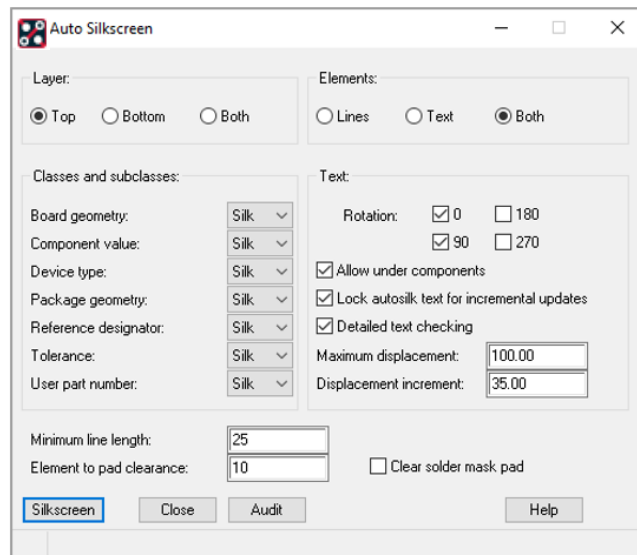 Auto Silkscreen
Layer:
Top Bottom Both
Elements:
Lines Text Both
Classes and subclasses:
Board geometry: Silk
Component value: Silk
Device type: Silk
Package geometry: Silk
Reference designator: Silk
Tolerance: Silk
User part number: Silk
Text:
Rotation: 0 180
90 270
Allow under components
Lock autosilk text for incremental updates
Detailed text checking
Maximum displacement: 100.00
Displacement increment: 35.00
Minimum line length: 25
Element to pad clearance: 10 Clear solder mask pad
Silkscreen Close Audit Help